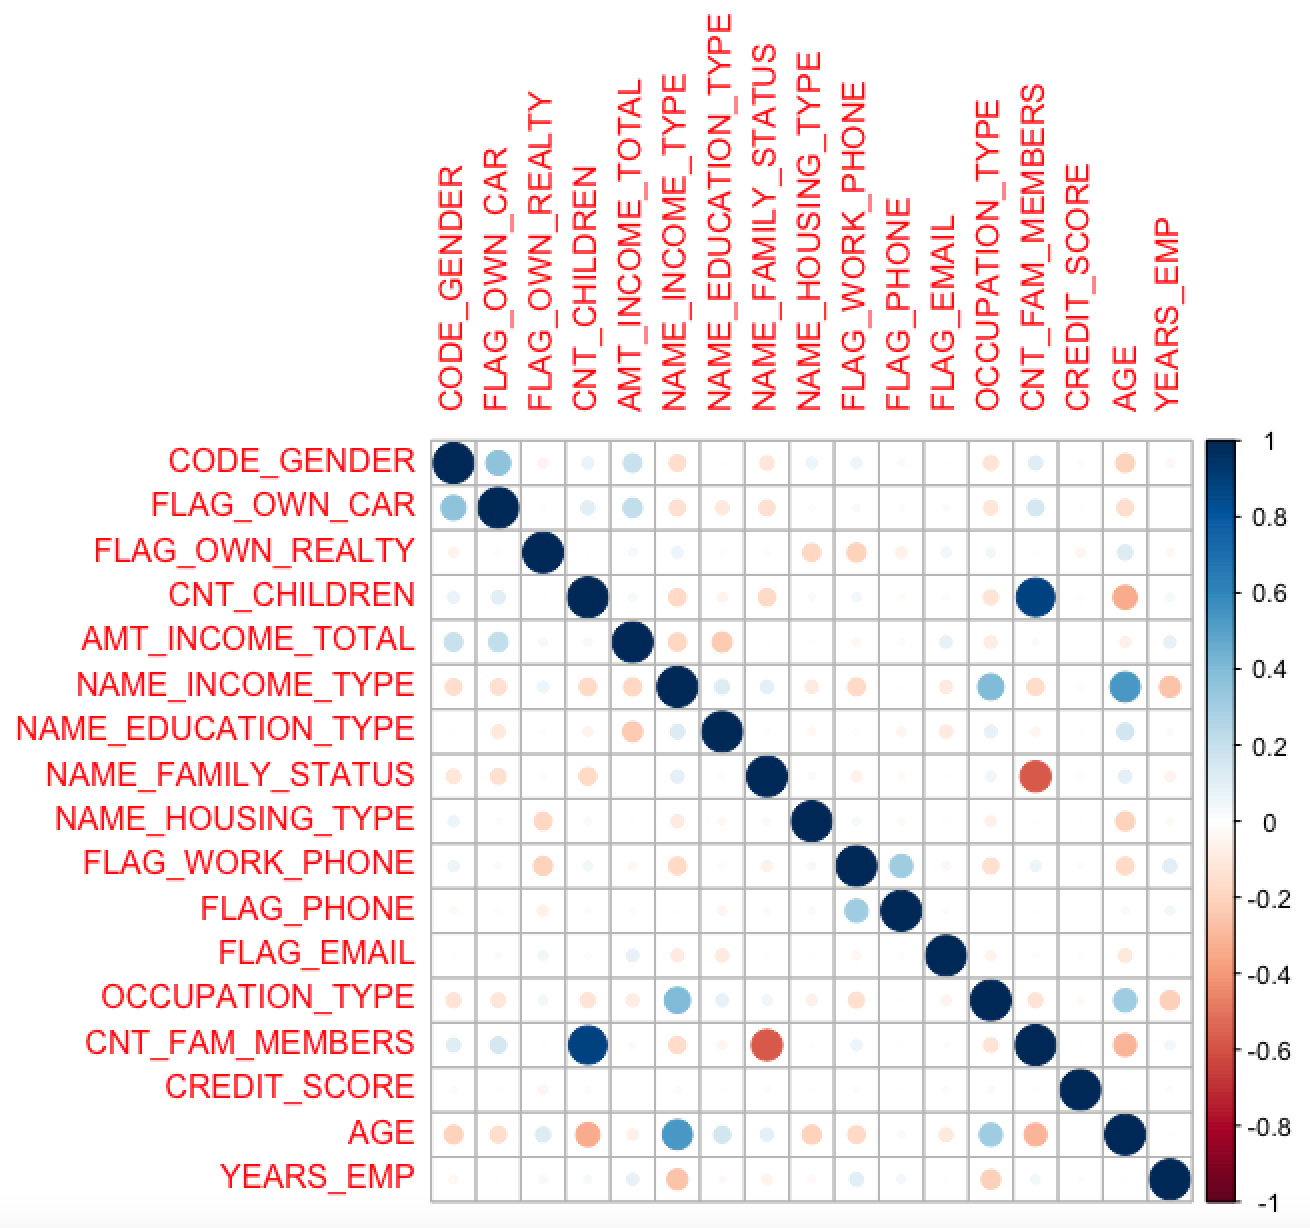 CODE_GENDER
FLAG_OWN_CAR
FLAG_OWN_REALTY
CNT_CHILDREN
AMT_INCOME_TOTAL
NAME_INCOME_TYPE
NAME_EDUCATION_TYPE
NAME_FAMILY_STATUS
NAME_HOUSING_TYPE
FLAG_WORK_PHONE
FLAG_PHONE
FLAG_EMAIL
OCCUPATION_TYPE
CNT_FAM_MEMBERS
CREDIT_SCORE
AGE
YEARS_EMP
CODE_GENDER
FLAG_OWN_CAR
FLAG_OWN_REALTY
CNT_CHILDREN
AMT_INCOME_TOTAL
NAME_INCOME_TYPE
NAME_EDUCATION_TYPE
NAME_FAMILY_STATUS
NAME_HOUSING_TYPE
FLAG_WORK_PHONE
FLAG_PHONE
FLAG_EMAIL
OCCUPATION_TYPE
CNT_FAM_MEMBERS
CREDIT_SCORE
AGE
YEARS_EMP
1
0.8
0.6
0.4
0.2
0
-0.2
-0.4
-0.6
-0.8
-1